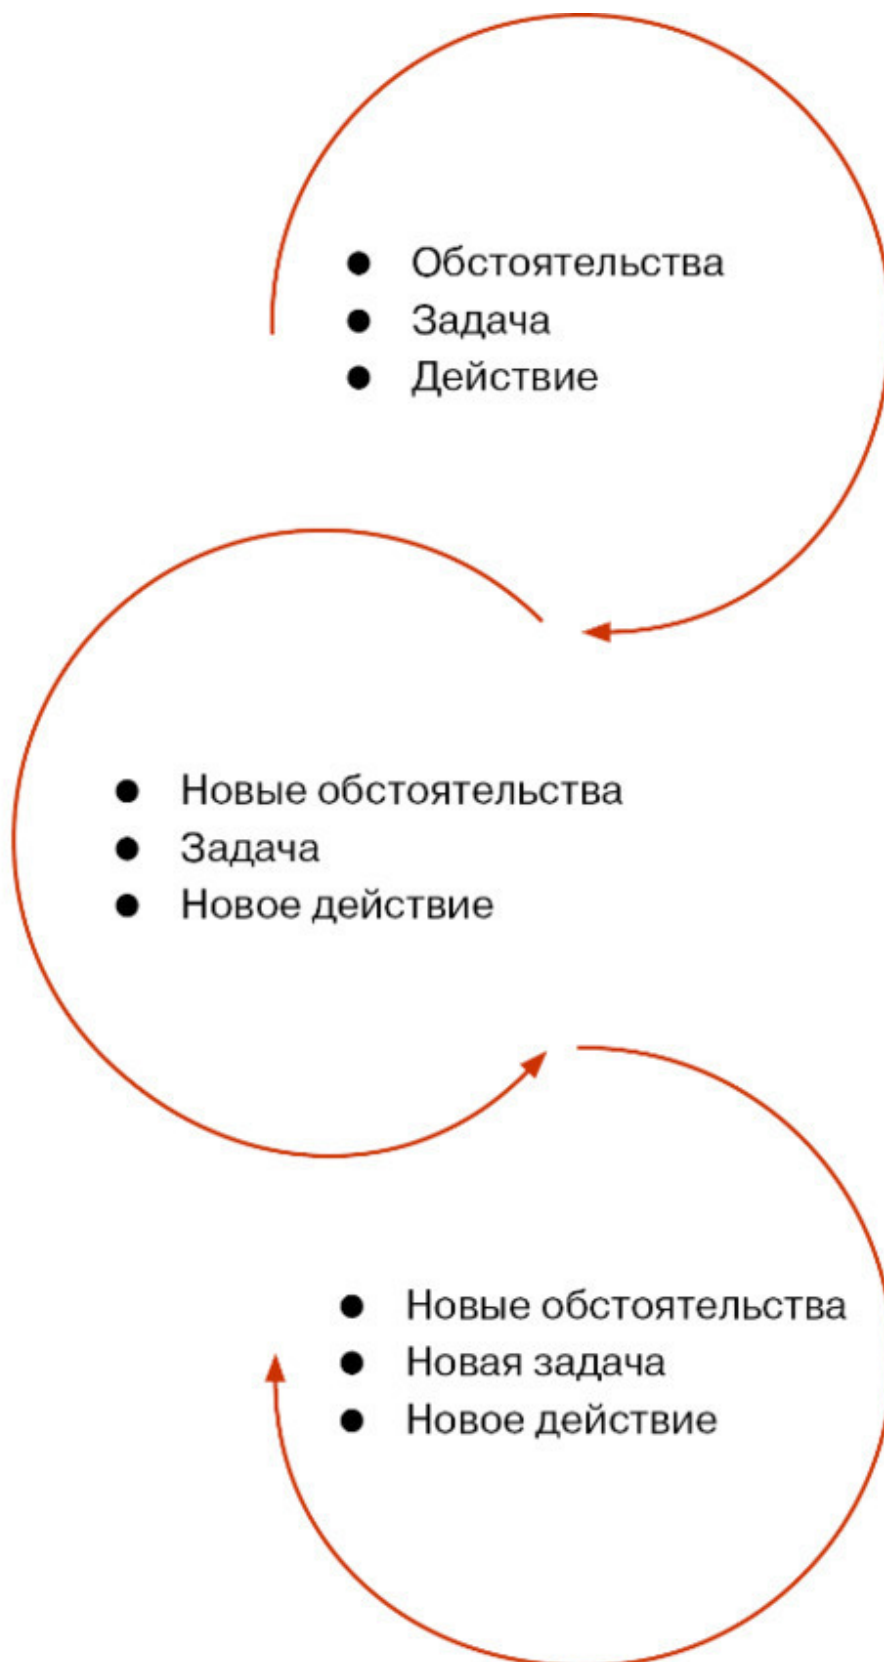 ● Обстоятельства
● Задача
● Действие
● Новые обстоятельства
● Задача
● Новое действие
● Новые обстоятельства
● Новая задача
● Новое действие